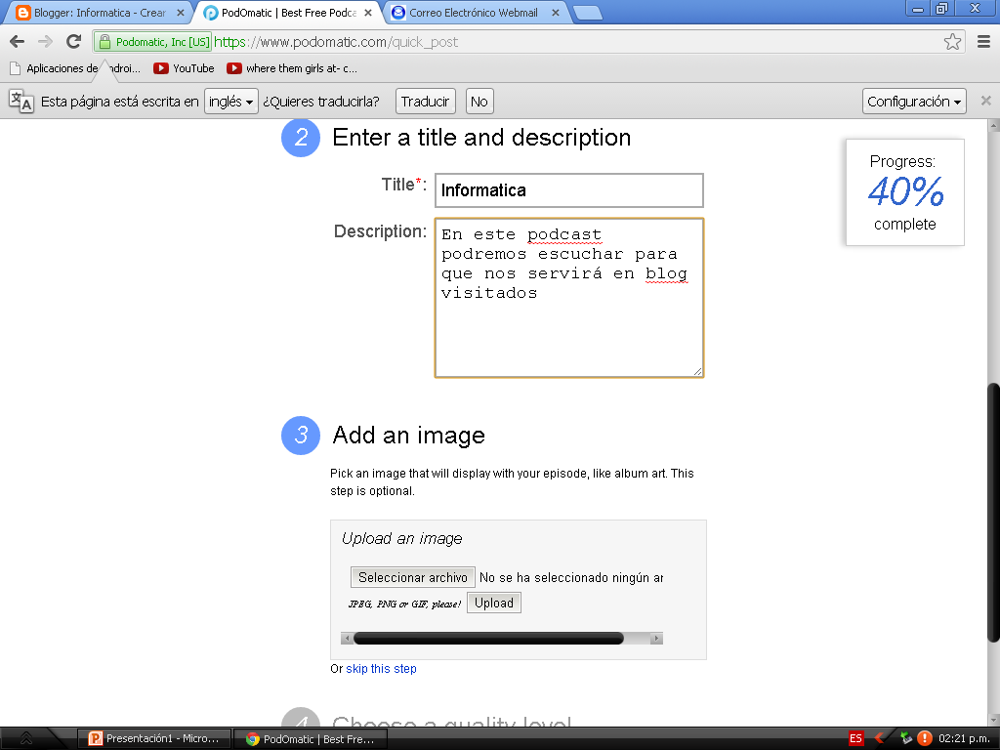 Blogger: Informatica - Crear
PodOmatic | Best Free Podca
Correo Electrónico Webmail
Podomatic, Inc [US] https://www.podomatic.com/quick_post
Aplicaciones de
YouTube
where them girls at- c...
Esta página está escrita en inglés ¿Quieres traducirla? Traducir No Configuración
2 Enter a title and description
Progress:
40%
complete
Title*: Informatica
Description: En este podcast
podremos escuchar para
que nos servirá en blog
visitados
3 Add an image
Pick an image that will display with your episode, like album art. This
step is optional.
Upload an image
Seleccionar archivo No se ha seleccionado ningún ar
JPEG, PNG or GIF, please! Upload
Or skip this step
4 Choose a quality level
Presentación1 - Micro...
PodOmatic | Best Fre...
ES
02:21 p.m.